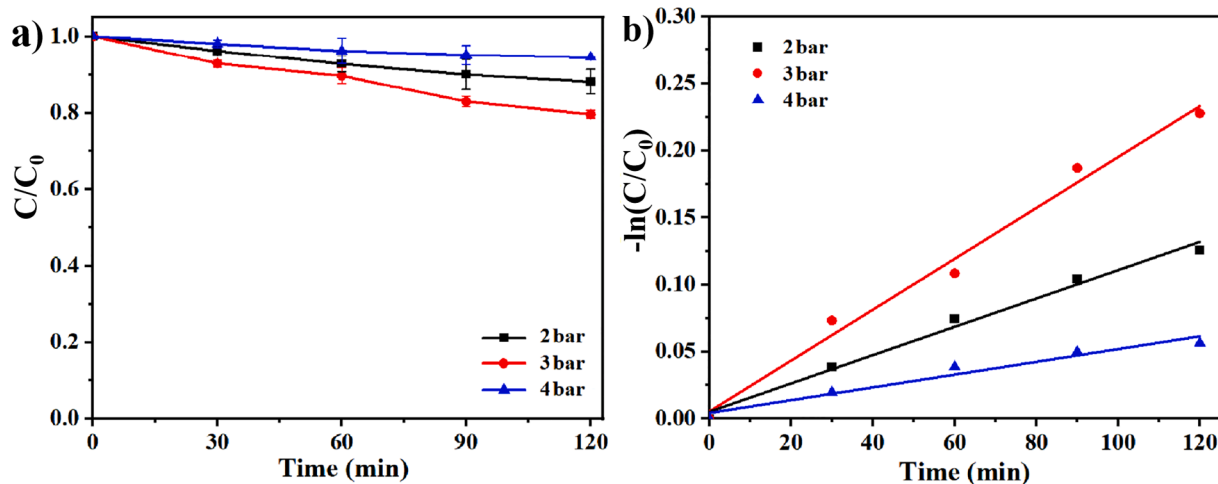 a)
1.0
0.8
0.6
0.4
0.2
0.0
C/C0
0 30 60 90 120
Time (min)
2 bar
3 bar
4 bar
b)
0.30
0.25
0.20
0.15
0.10
0.05
0.00
-ln(C/C0)
0 20 40 60 80 100 120
Time (min)
2 bar
3 bar
4 bar